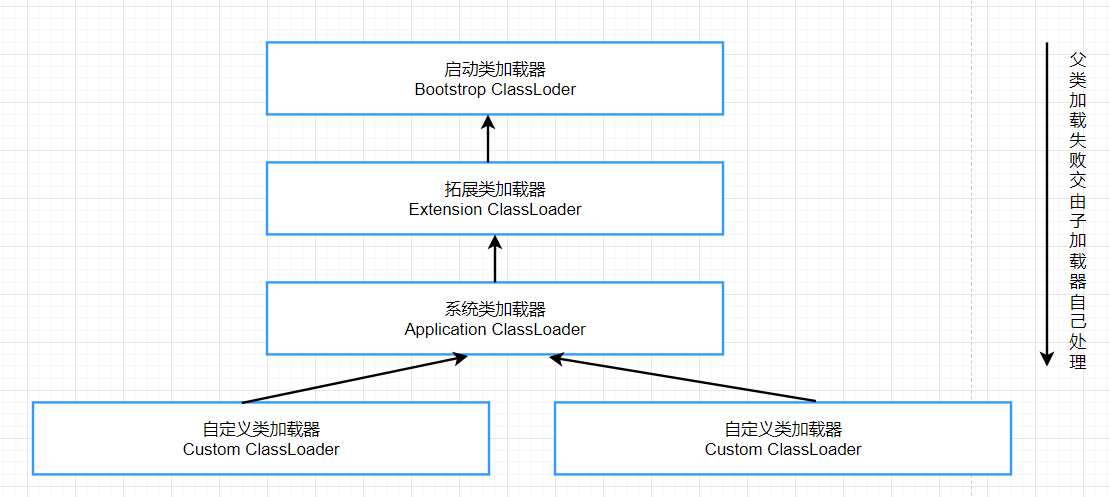 启动类加载器
Bootstrop ClassLoder
拓展类加载器
Extension ClassLoader
系统类加载器
Application ClassLoader
自定义类加载器
Custom ClassLoader
自定义类加载器
Custom ClassLoader
父类加载失败交由子加载器自己处理